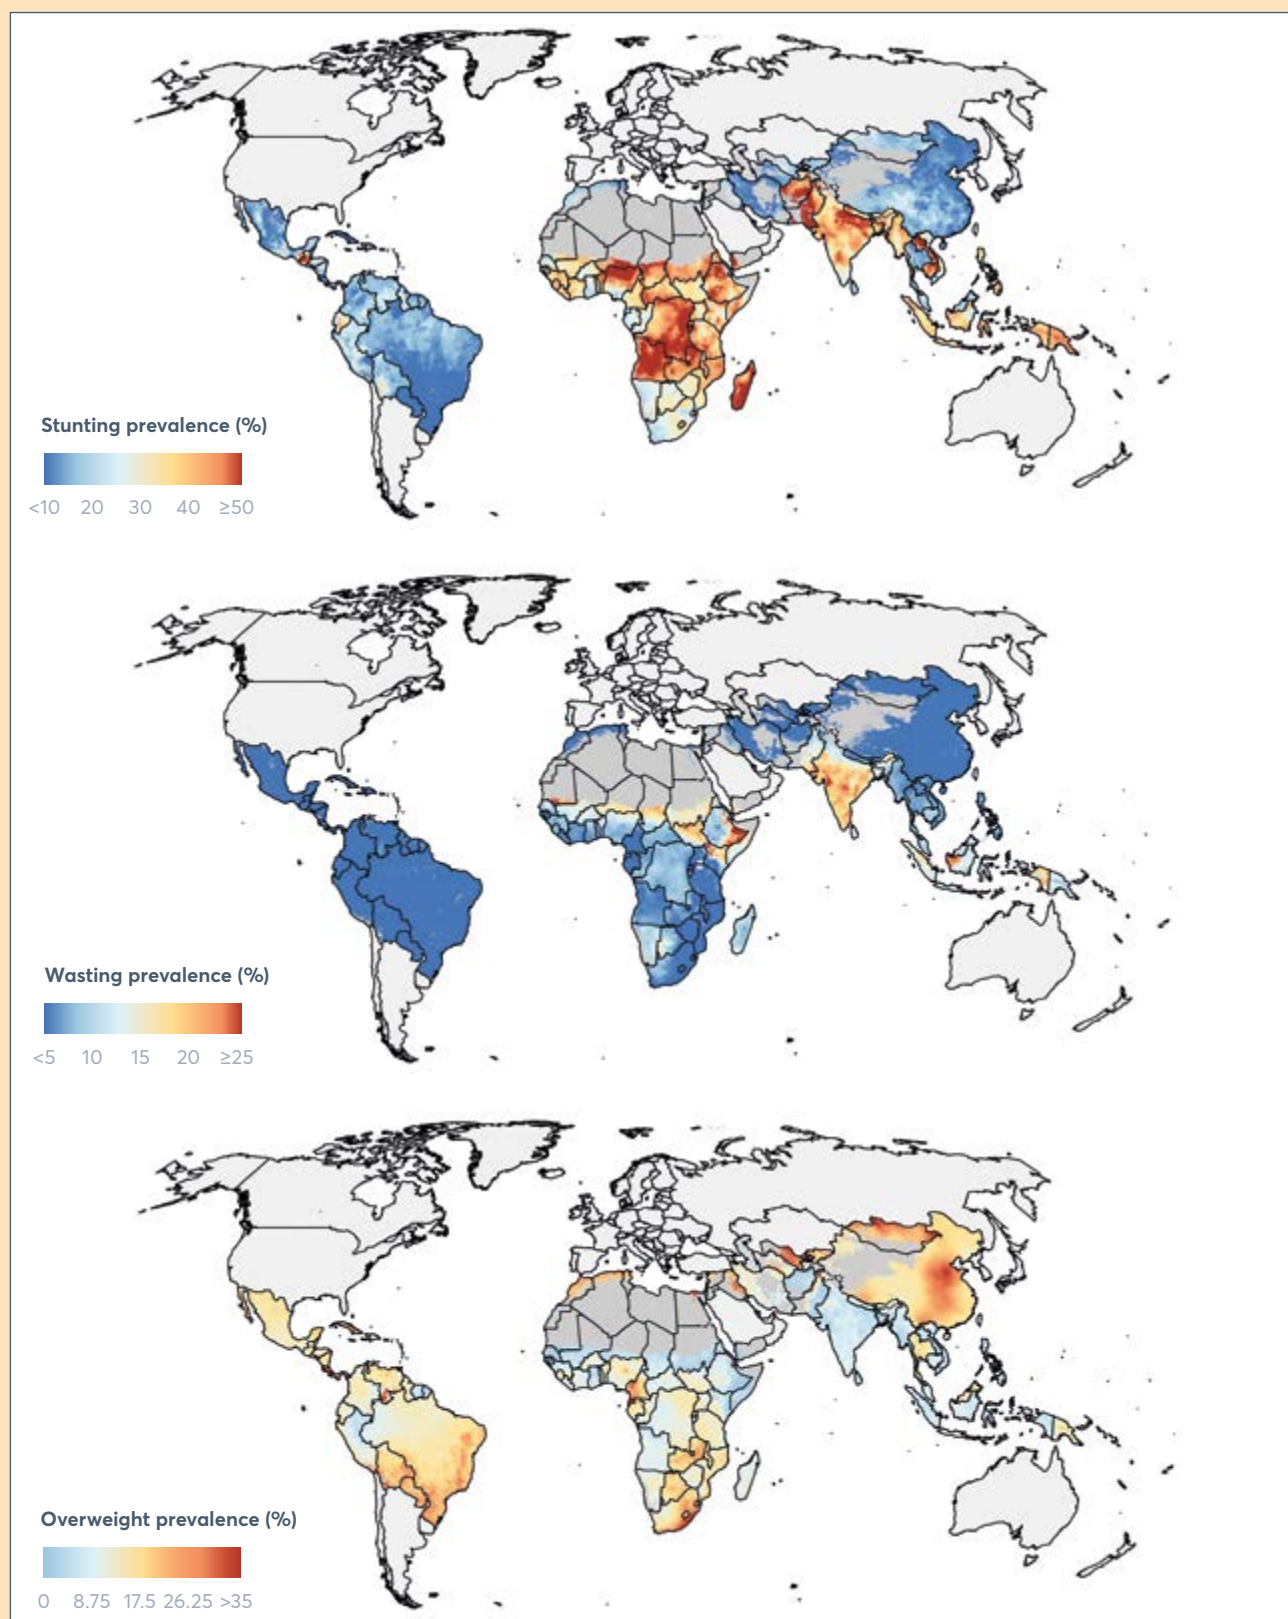 Stunting prevalence (%)
<10 20 30 40 ≥50
Wasting prevalence (%)
<5 10 15 20 ≥25
Overweight prevalence (%)
0 8.75 17.5 26.25 >35